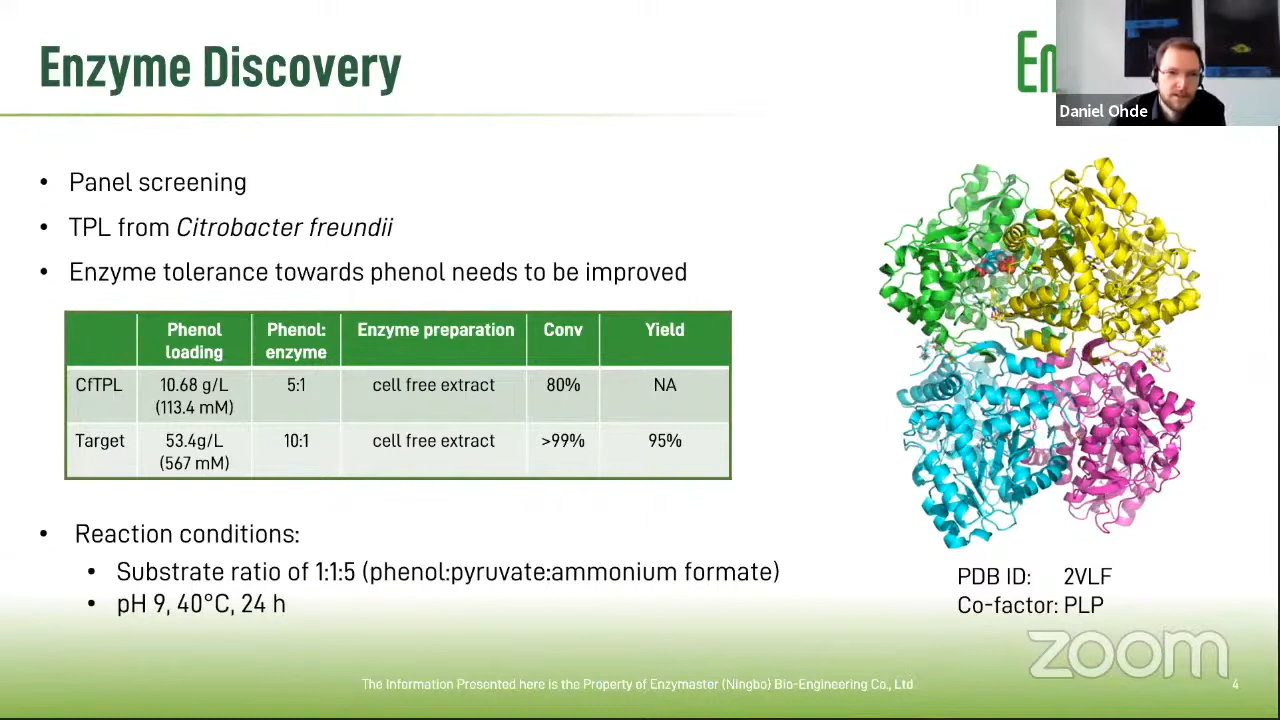 Enzyme Discovery
En
Daniel Ohde
• Panel screening
• TPL from Citrobacter freundii
• Enzyme tolerance towards phenol needs to be improved
Phenol loading Phenol: enzyme Enzyme preparation Conv Yield
CfTPL 10.68 g/L (113.4 mM) 5:1 cell free extract 80% NA
Target 53.4g/L (567 mM) 10:1 cell free extract >99% 95%
• Reaction conditions:
• Substrate ratio of 1:1:5 (phenol:pyruvate:ammonium formate)
• pH 9, 40°C, 24 h
PDB ID: 2VLF
Co-factor: PLP
zoom
The Information Presented here is the Property of Enzymaster (Ningbo) Bio-Engineering Co., Ltd
4